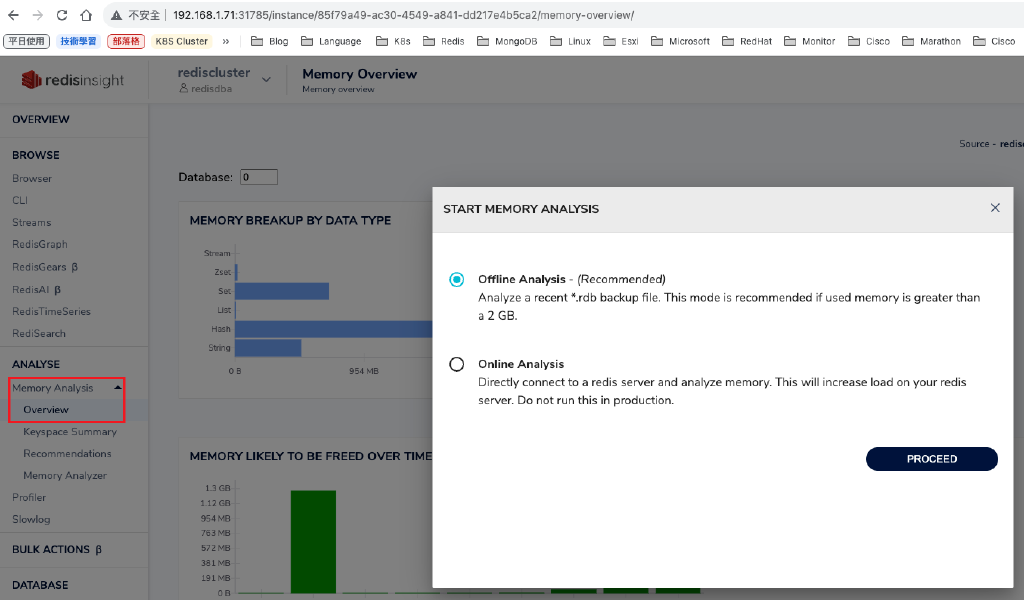 不安全 192.168.1.71:31785/instance/85f79a49-ac30-4549-a841-dd217e4b5ca2/memory-overview/
平日使用 技術學習 部落格 K8S Cluster » Blog Language K8s Redis MongoDB Linux Esxi Microsoft RedHat Monitor Cisco Marathon Cisco
redisinsight
rediscluster
redisdba
Memory Overview
Memory overview
OVERVIEW
BROWSE
Browser
CLI
Streams
RedisGraph
RedisGears β
RedisAI β
RedisTimeSeries
RediSearch
ANALYSE
Memory Analysis
Overview
Keyspace Summary
Recommendations
Memory Analyzer
Profiler
Slowlog
BULK ACTIONS β
DATABASE
Source - redisc
Database: 0
MEMORY BREAKUP BY DATA TYPE
Stream
Zset
Set
List
Hash
String
0 B 954 MB
MEMORY LIKELY TO BE FREED OVER TIME
1.3 GB
1.12 GB
954 MB
763 MB
572 MB
381 MB
191 MB
0 B
START MEMORY ANALYSIS
Offline Analysis - (Recommended)
Analyze a recent *.rdb backup file. This mode is recommended if used memory is greater than
a 2 GB.
Online Analysis
Directly connect to a redis server and analyze memory. This will increase load on your redis
server. Do not run this in production.
PROCEED